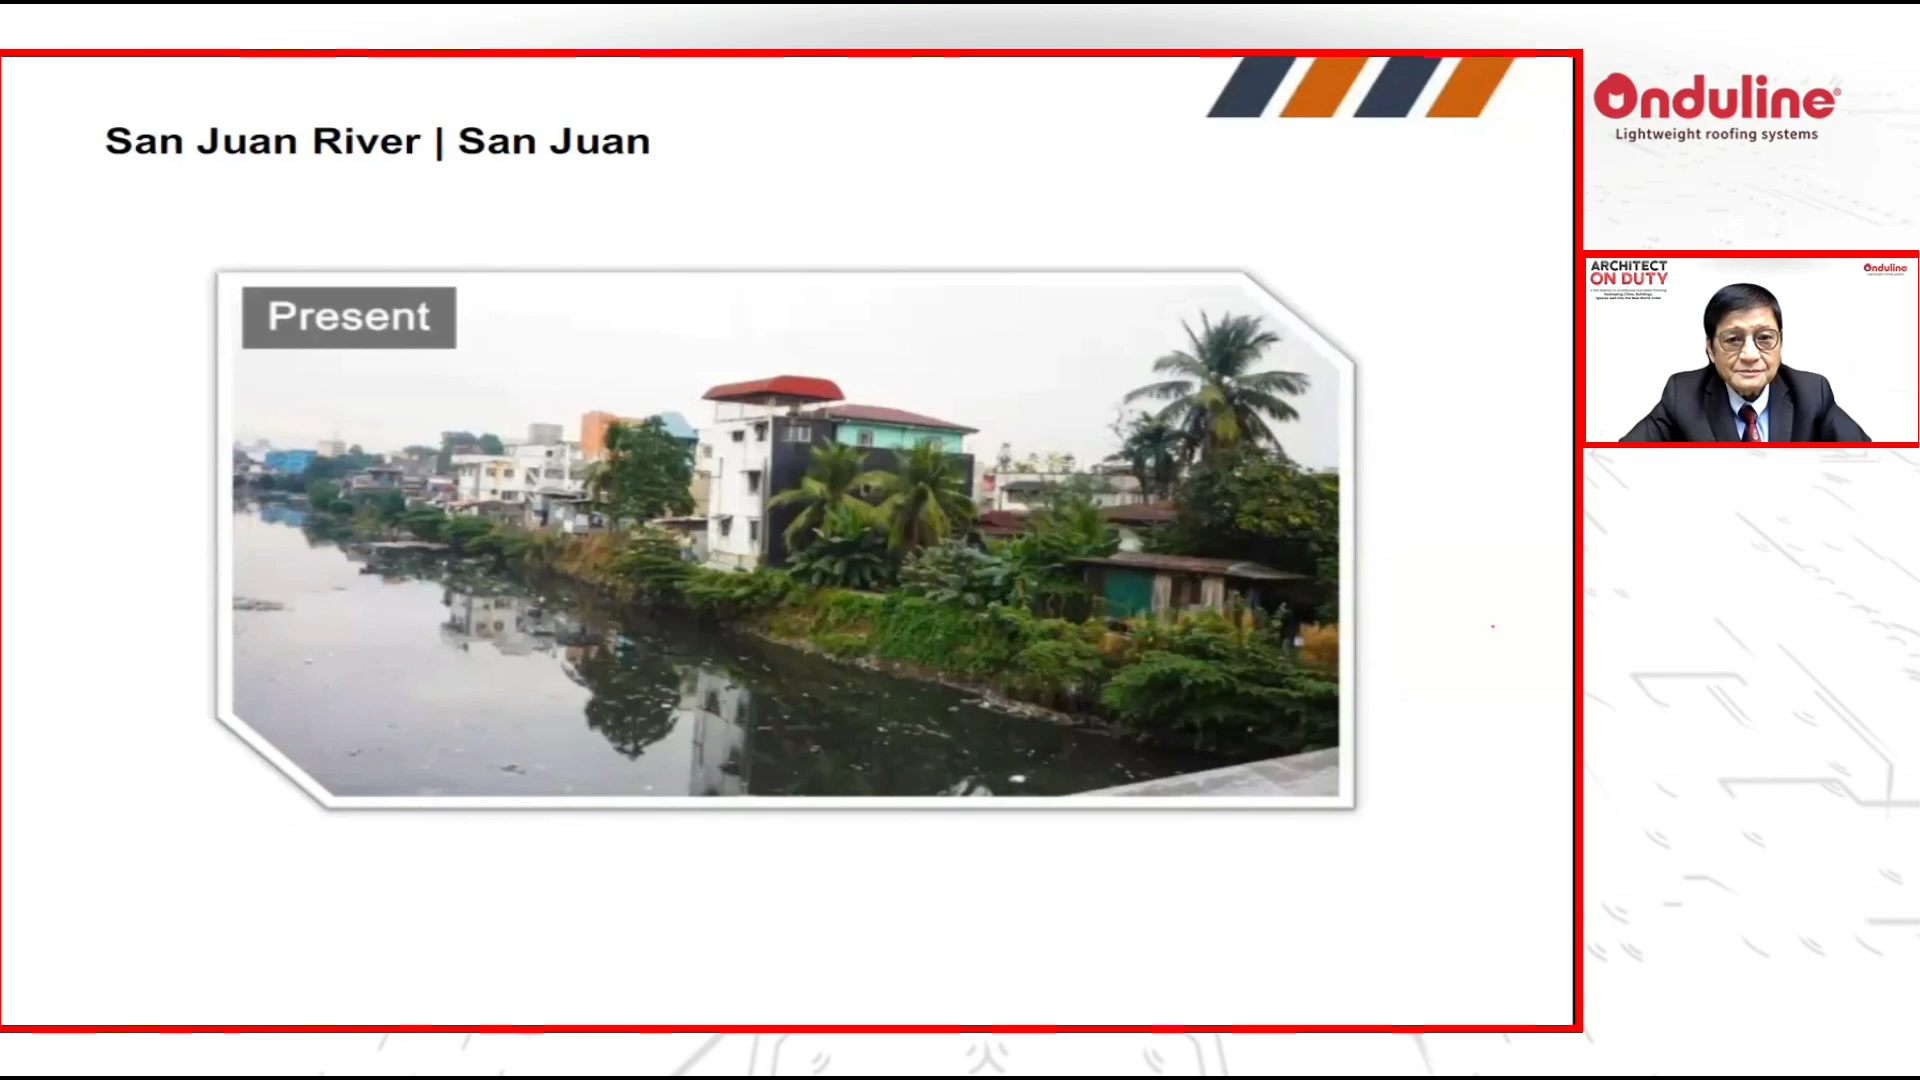 San Juan River | San Juan
Present
Onduline®
Lightweight roofing systems
ARCHITECT
ON DUTY
Onduline